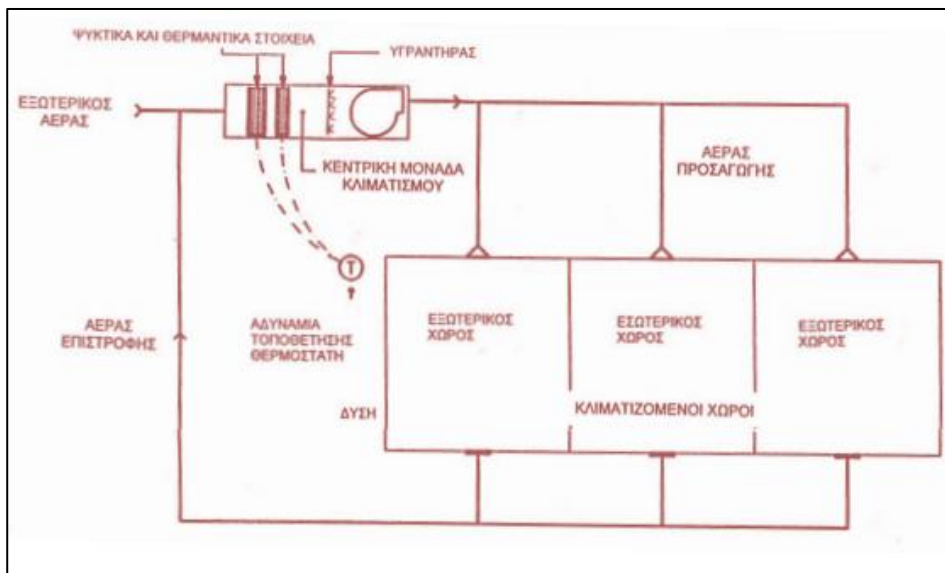 ΨΥΚΤΙΚΑ ΚΑΙ ΘΕΡΜΑΝΤΙΚΑ ΣΤΟΙΧΕΙΑ
ΥΓΡΑΝΤΗΡΑΣ
ΕΞΩΤΕΡΙΚΟΣ
ΑΕΡΑΣ
ΚΕΝΤΡΙΚΗ ΜΟΝΑΔΑ
ΚΛΙΜΑΤΙΣΜΟΥ
ΑΕΡΑΣ
ΠΡΟΣΑΓΩΓΗΣ
T
ΑΕΡΑΣ
ΕΠΙΣΤΡΟΦΗΣ
ΑΔΥΝΑΜΙΑ
ΤΟΠΟΘΕΤΗΣΗΣ
ΘΕΡΜΟΣΤΑΤΗ
ΕΞΩΤΕΡΙΚΟΣ
ΧΩΡΟΣ
ΕΣΩΤΕΡΙΚΟΣ
ΧΩΡΟΣ
ΕΞΩΤΕΡΙΚΟΣ
ΧΩΡΟΣ
ΔΥΣΗ
ΚΛΙΜΑΤΙΖΟΜΕΝΟΙ ΧΩΡΟΙ